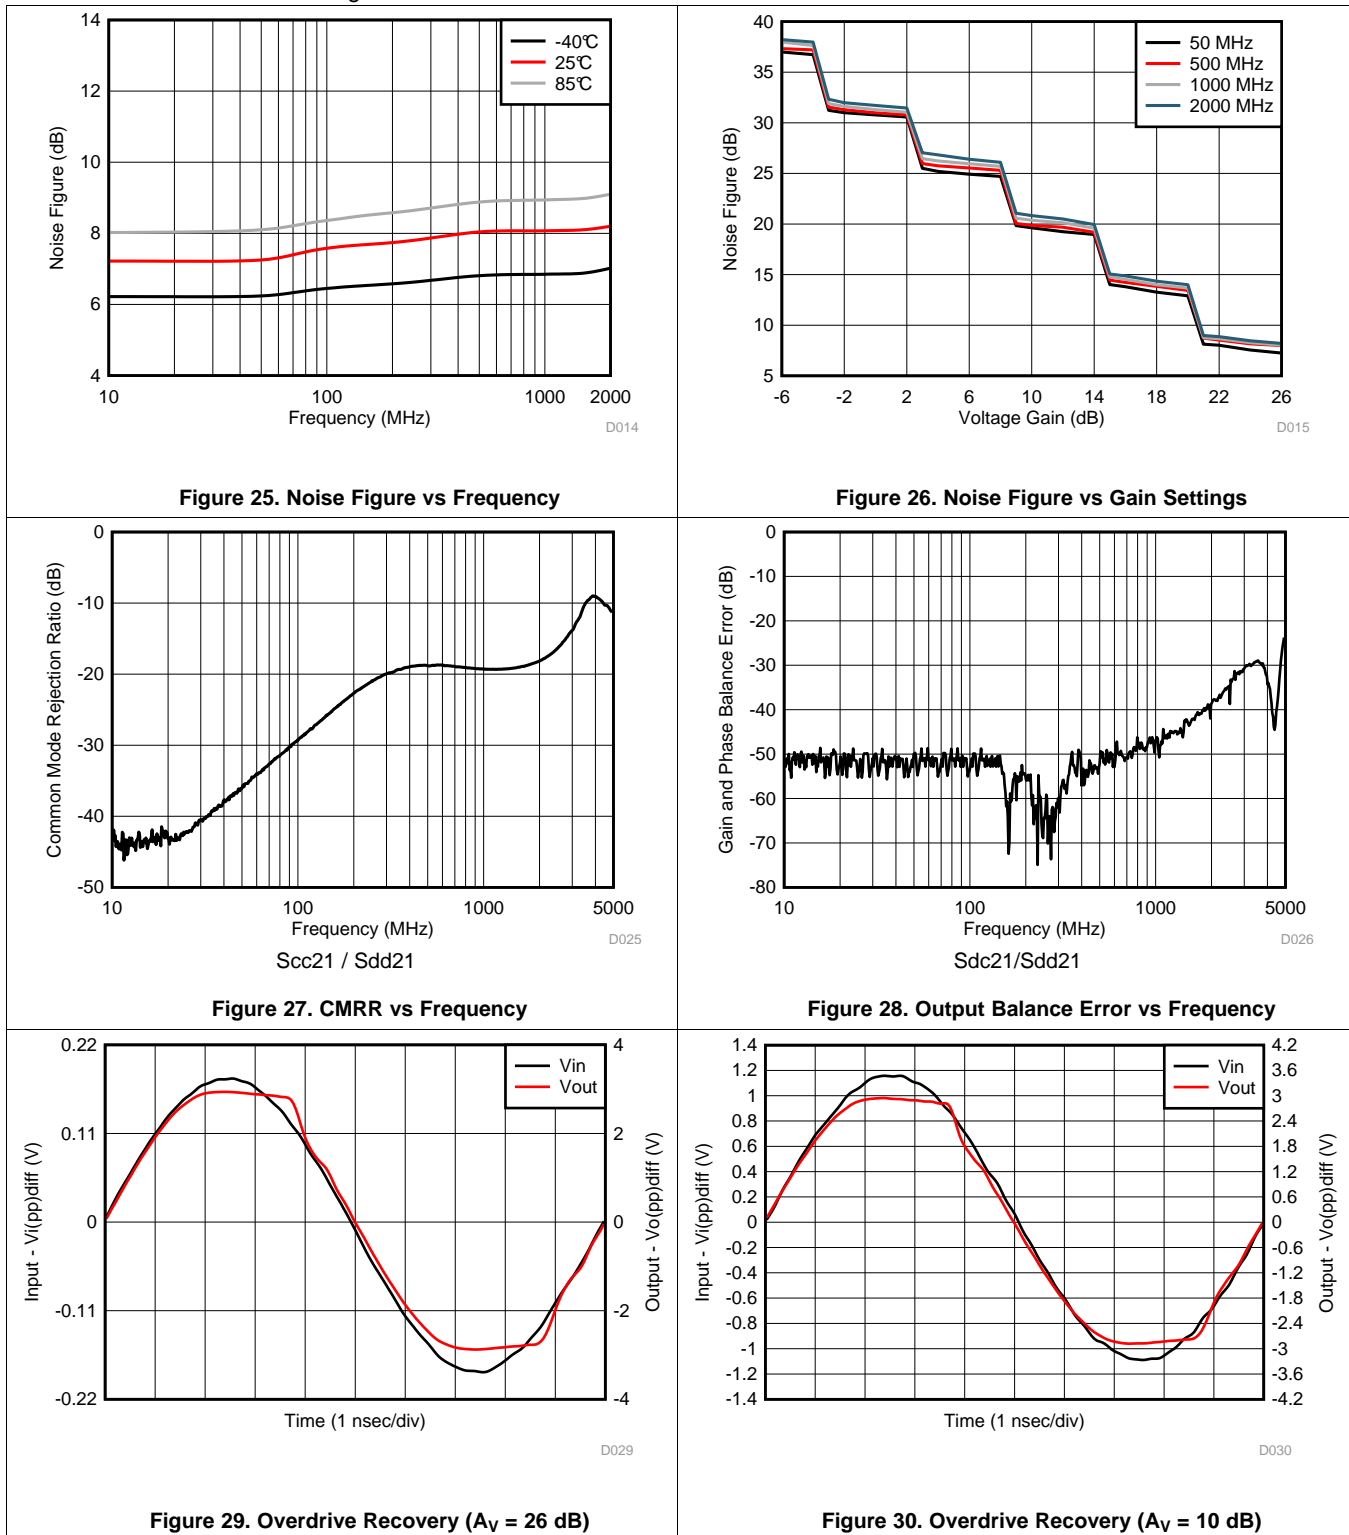 14
12
10
8
6
4
10
100
1000
2000
Noise Figure (dB)
Frequency (MHz)
-40°C
25°C
85°C
D014
Figure 25. Noise Figure vs Frequency
40
35
30
25
20
15
10
5
-6
-2
2
6
10
14
18
22
26
Noise Figure (dB)
Voltage Gain (dB)
50 MHz
500 MHz
1000 MHz
2000 MHz
D015
Figure 26. Noise Figure vs Gain Settings
0
-10
-20
-30
-40
-50
10
100
1000
5000
Common Mode Rejection Ratio (dB)
Frequency (MHz)
D025
Scc21 / Sdd21
Figure 27. CMRR vs Frequency
0
-10
-20
-30
-40
-50
-60
-70
-80
10
100
1000
5000
Gain and Phase Balance Error (dB)
Frequency (MHz)
D026
Sdc21/Sdd21
Figure 28. Output Balance Error vs Frequency
0.22
0.11
0
-0.11
-0.22
4
2
0
-2
-4
Input - Vi(pp)diff (V)
Output - Vo(pp)diff (V)
Vin
Vout
Time (1 nsec/div)
D029
Figure 29. Overdrive Recovery (AV = 26 dB)
1.4
1.2
1
0.8
0.6
0.4
0.2
0
-0.2
-0.4
-0.6
-0.8
-1
-1.2
-1.4
4.2
3.6
3
2.4
1.8
1.2
0.6
0
-0.6
-1.2
-1.8
-2.4
-3
-3.6
-4.2
Input - Vi(pp)diff (V)
Output - Vo(pp)diff (V)
Vin
Vout
Time (1 nsec/div)
D030
Figure 30. Overdrive Recovery (AV = 10 dB)